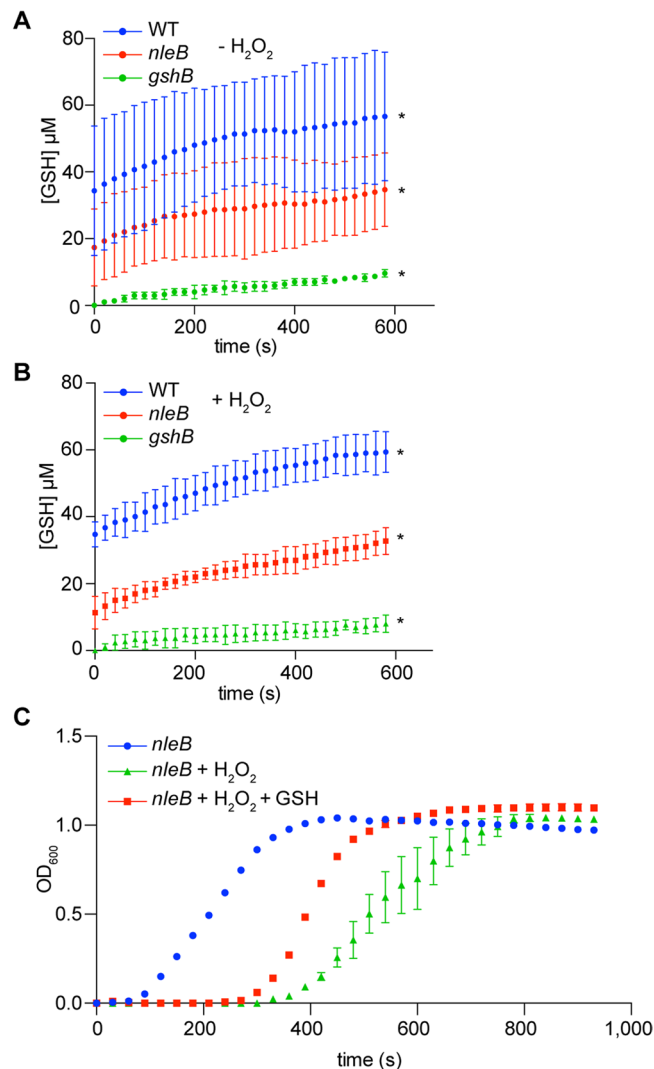 A
80
60
40
20
0
[GSH] µM
WT
nleB
gshB
- H₂O₂
*
*
*
0
200
400
600
time (s)
B
80
60
40
20
0
[GSH] µM
WT
nleB
gshB
+ H₂O₂
*
*
*
0
200
400
600
time (s)
C
1.5
1.0
0.5
0.0
OD₆₀₀
nleB
nleB + H₂O₂
nleB + H₂O₂ + GSH
0
200
400
600
800
1,000
time (s)